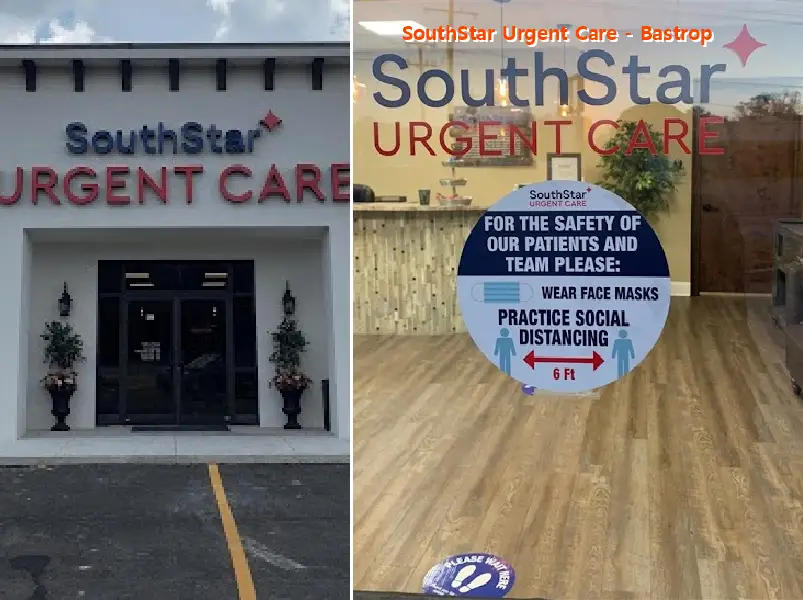 SouthStar
URGENT CARE
SouthStar Urgent Care - Bastrop
SouthStar
URGENT CARE
SouthStar
URGENT CARE
FOR THE SAFETY OF
OUR PATIENTS AND
TEAM PLEASE:
WEAR FACE MASKS
PRACTICE SOCIAL
DISTANCING
6 Ft
PLEASE WAIT HERE